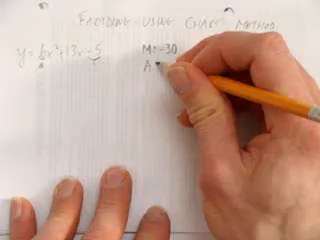 FACTORING USING CHART METHOD
y = 6x² + 13x - 5
M: -30
A